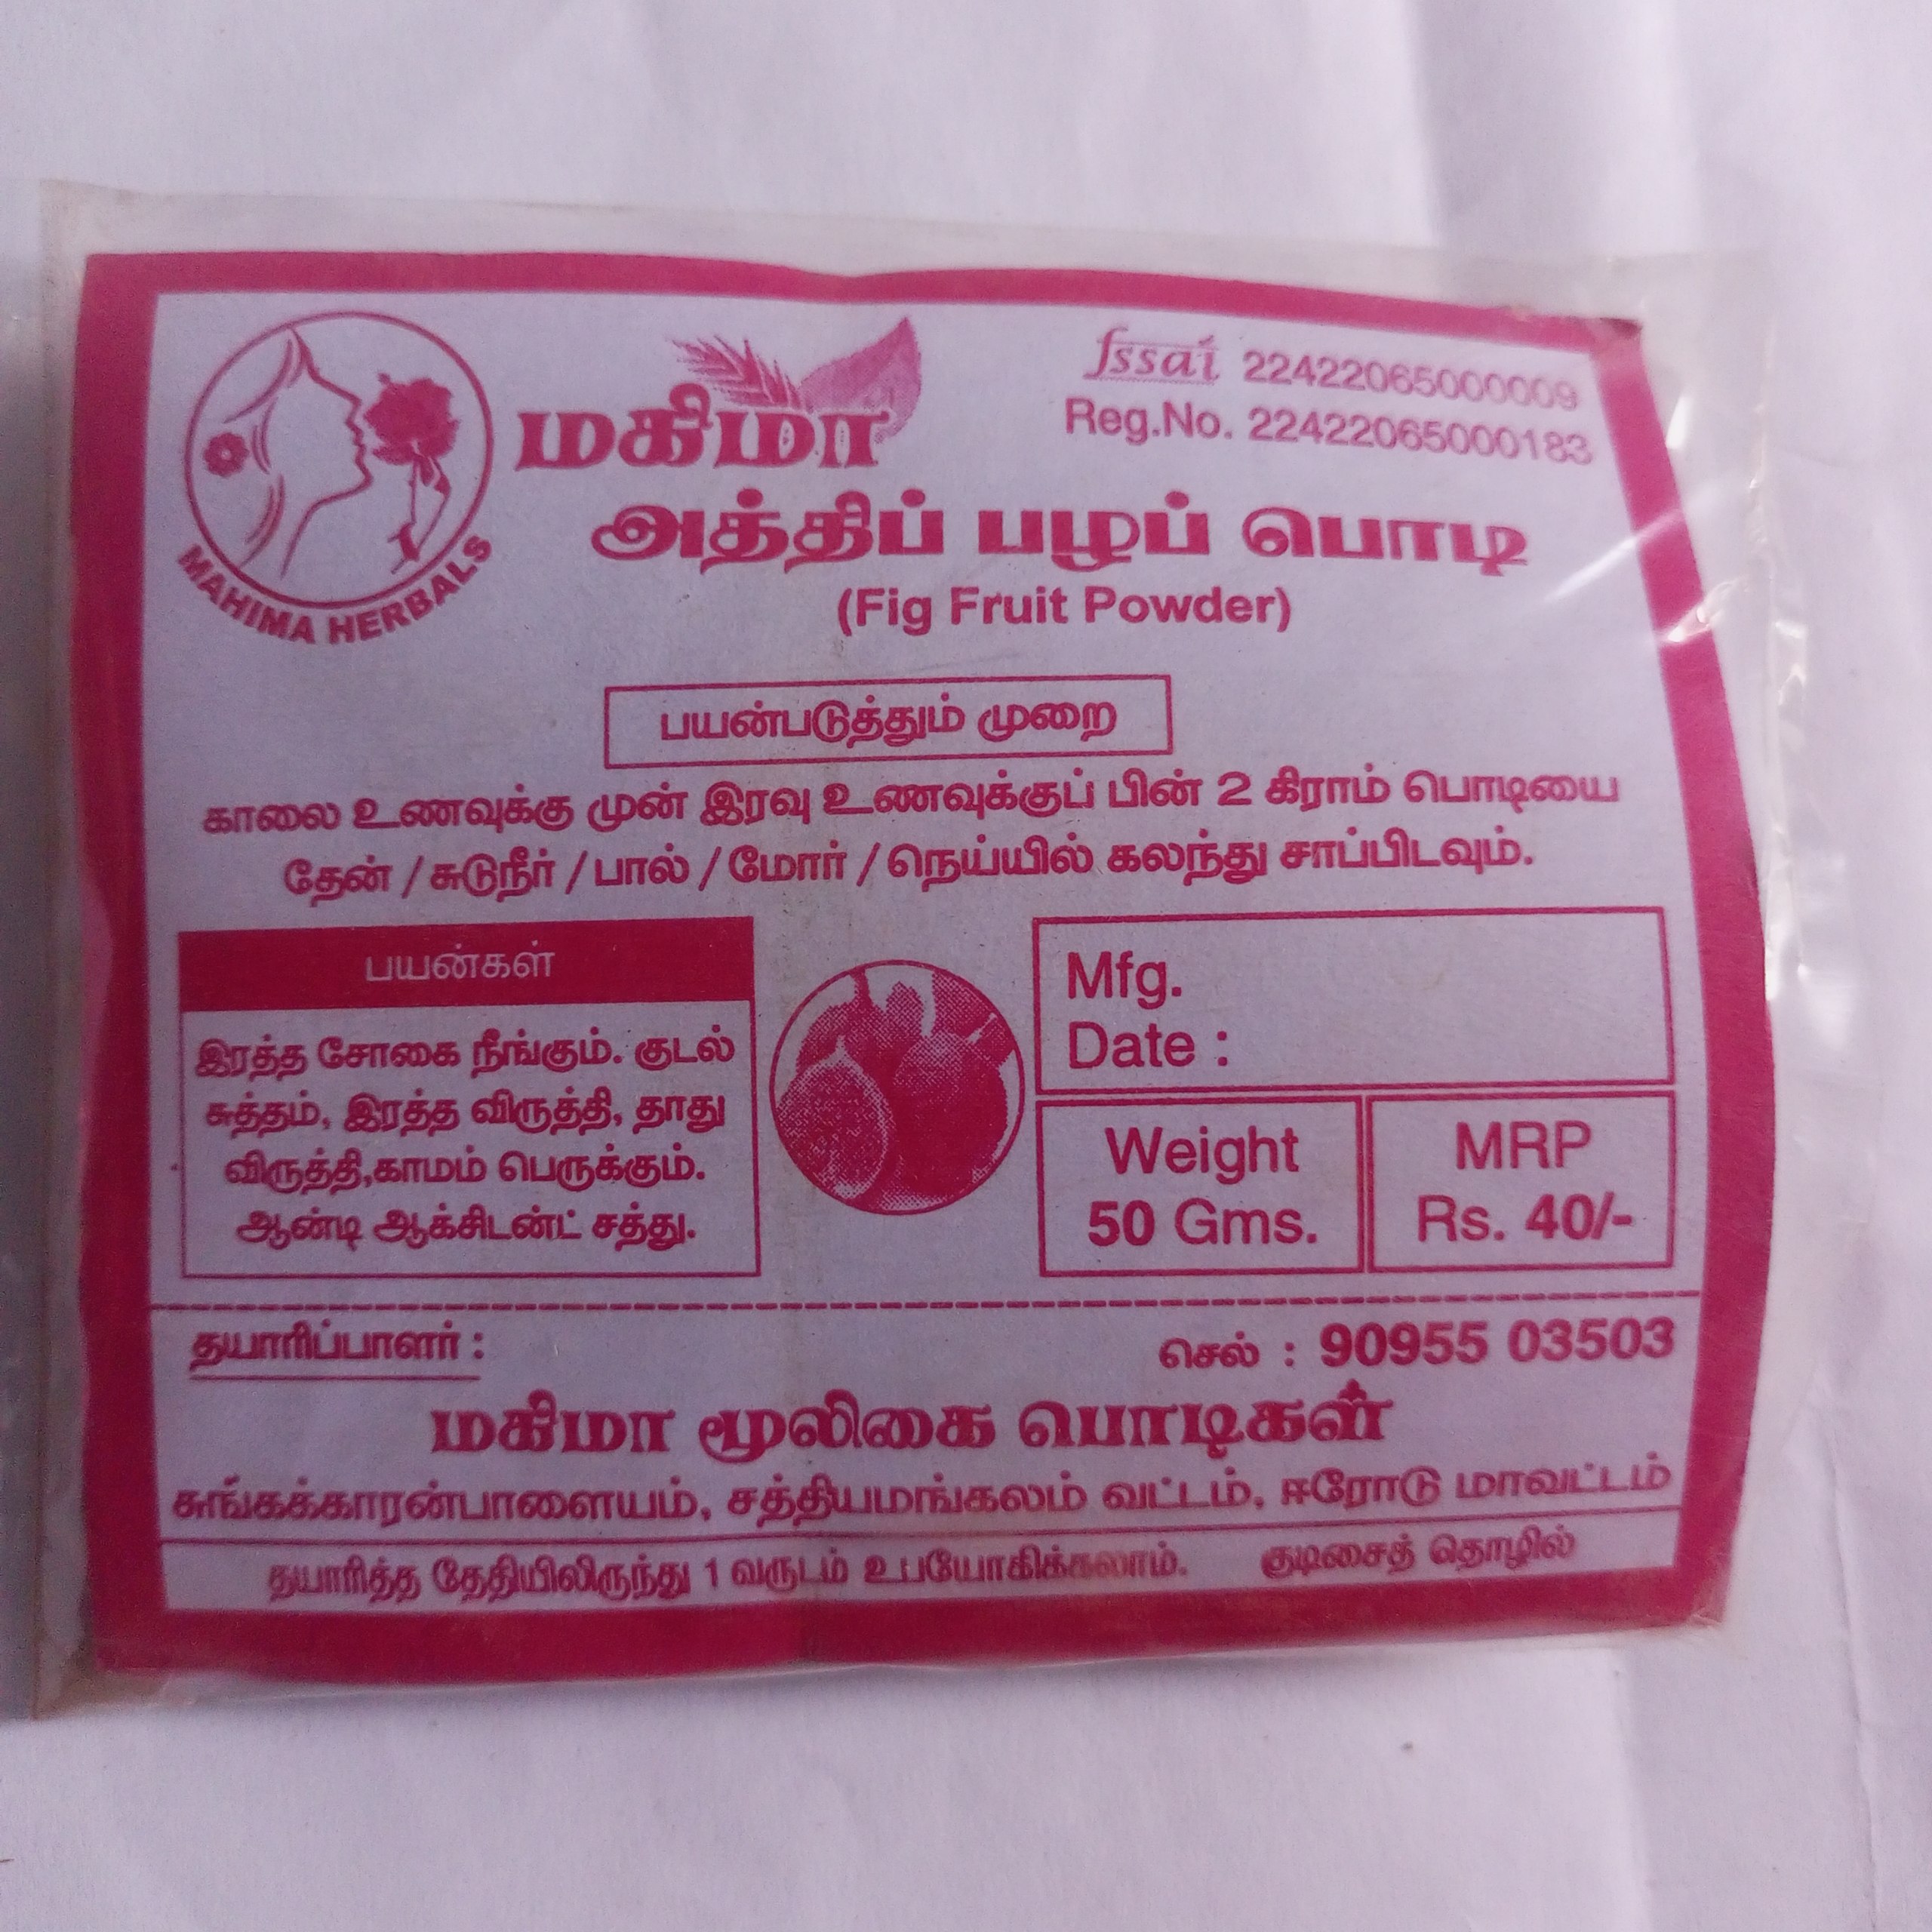 MAHIMA HERBALS
மகிமா
fssai 22422065000009
Reg.No. 22422065000183
அத்திப் பழப் பொடி
(Fig Fruit Powder)
பயன்படுத்தும் முறை
காலை உணவுக்கு முன் இரவு உணவுக்குப் பின் 2 கிராம் பொடியை
தேன் / சுடுநீர் / பால் / மோர் / நெய்யில் கலந்து சாப்பிடவும்.
பயன்கள்
இரத்த சோகை நீங்கும். குடல்
சுத்தம், இரத்த விருத்தி, தாது
விருத்தி,காமம் பெருக்கும்.
ஆண்டி ஆக்சிடன்ட் சத்து.
Mfg.
Date :
Weight
50 Gms.
MRP
Rs. 40/-
தயாரிப்பாளர் :
செல் : 90955 03503
மகிமா மூலிகை பொடிகள்
சுங்கக்காரன்பாளையம், சத்தியமங்கலம் வட்டம், ஈரோடு மாவட்டம்
தயாரித்த தேதியிலிருந்து 1 வருடம் உபயோகிக்கலாம். குடிசைத் தொழில்